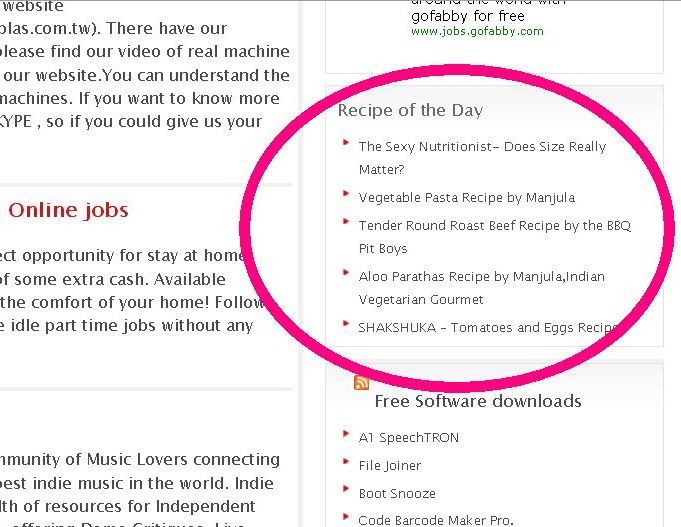 website
plas.com.tw). There have our
please find our video of real machine
our website.You can understand the
machines. If you want to know more
KYPE , so if you could give us your
Online jobs
ect opportunity for stay at home
of some extra cash. Available
the comfort of your home! Follow
e idle part time jobs without any
mmunity of Music Lovers connecting
best indie music in the world. Indie
lth of resources for Independent
offering Demo Critiques, Live
around the world with
gofabby for free
www.jobs.gofabby.com
Recipe of the Day
The Sexy Nutritionist- Does Size Really
Matter?
Vegetable Pasta Recipe by Manjula
Tender Round Roast Beef Recipe by the BBQ
Pit Boys
Aloo Parathas Recipe by Manjula,Indian
Vegetarian Gourmet
SHAKSHUKA - Tomatoes and Eggs Recipe
Free Software downloads
A1 SpeechTRON
File Joiner
Boot Snooze
Code Barcode Maker Pro.